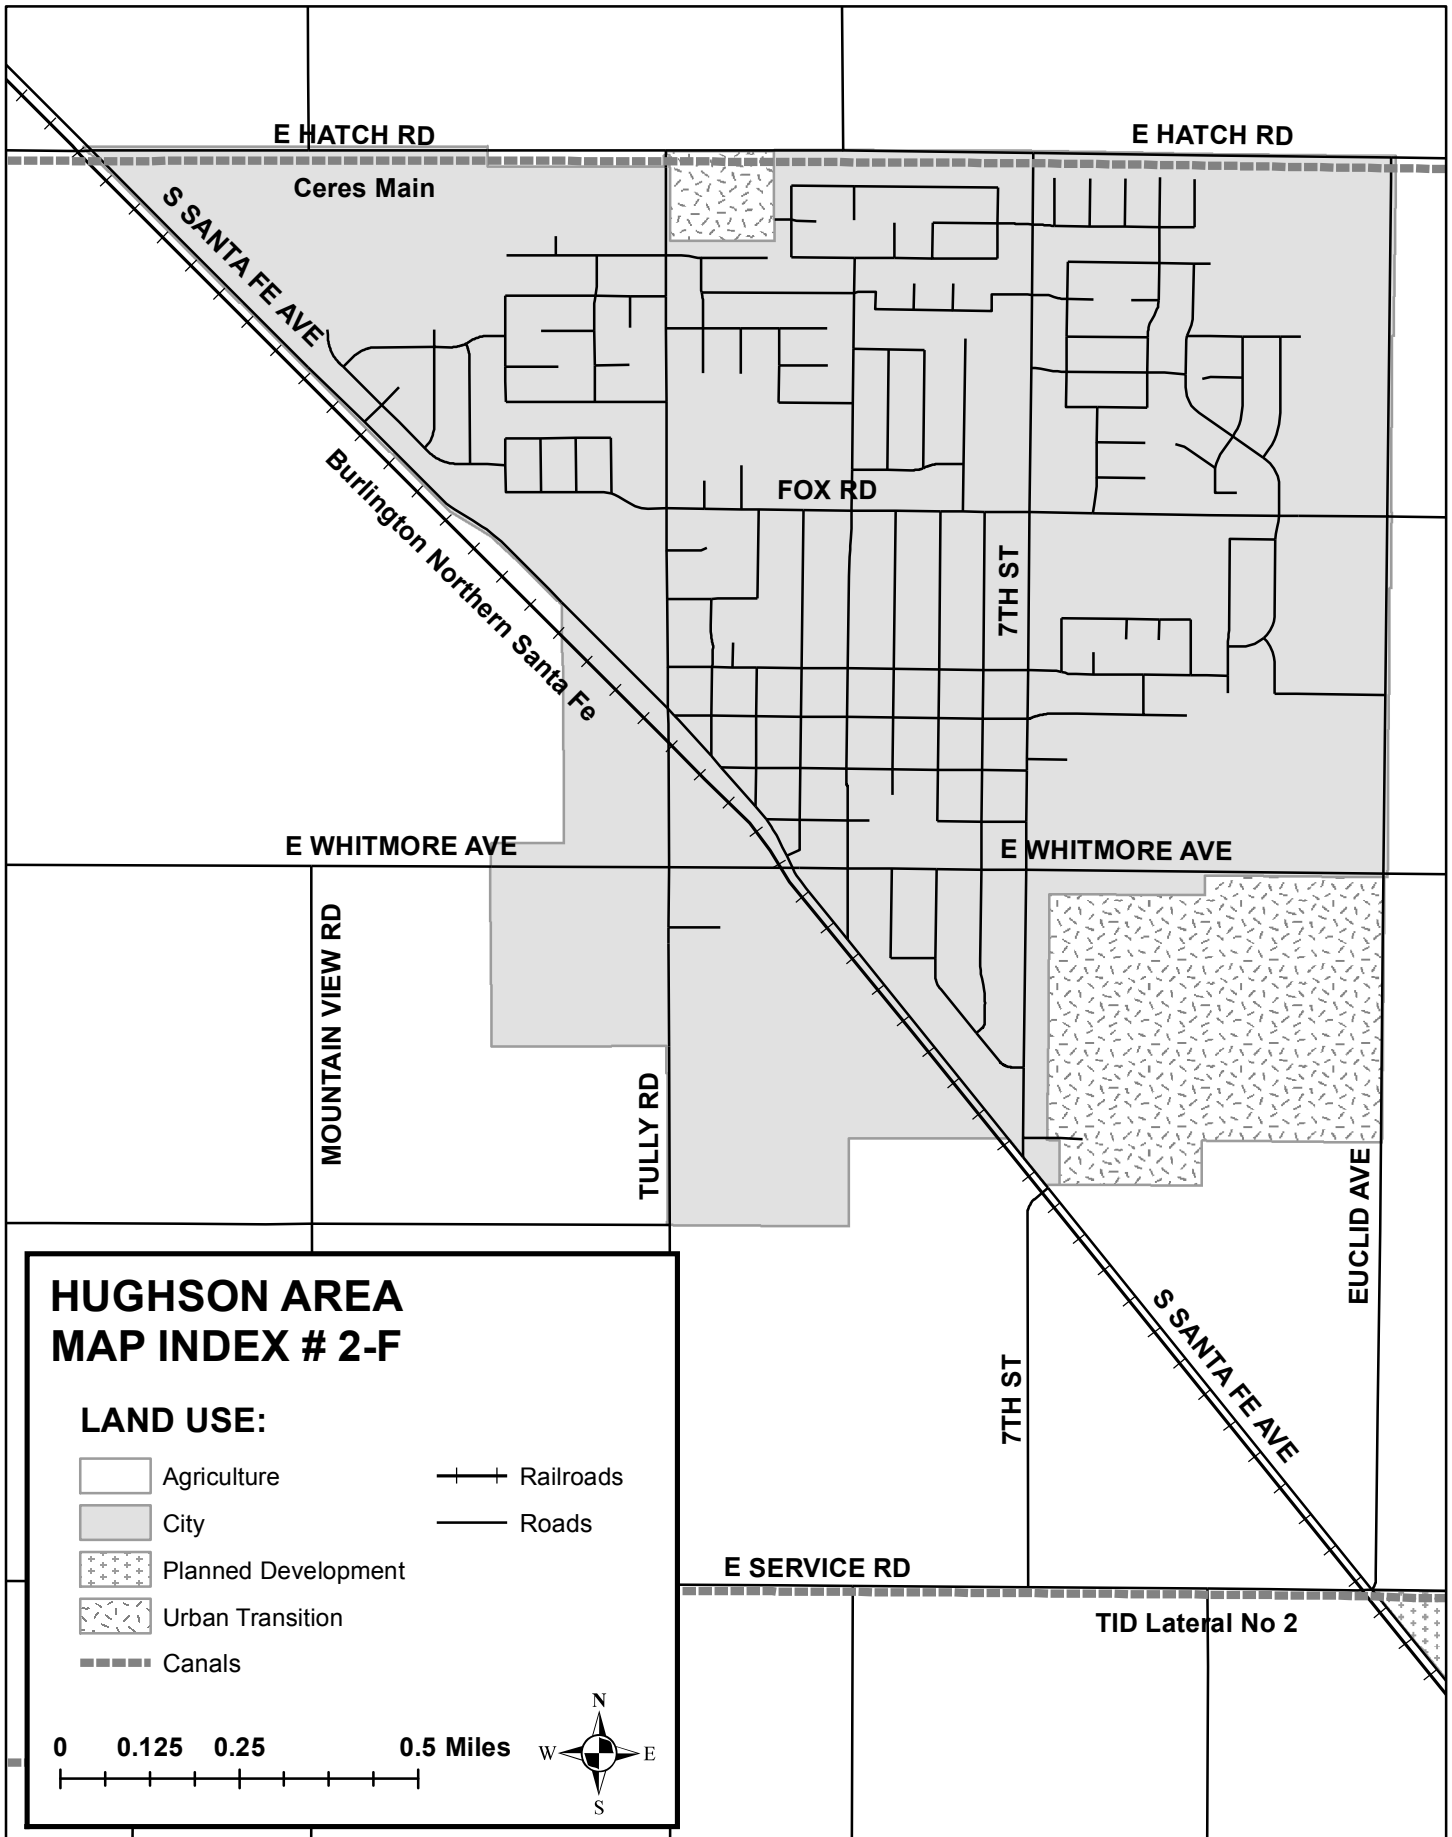 E HATCH RD
E HATCH RD
Ceres Main
S SANTA FE AVE
Burlington Northern Santa Fe
FOX RD
7TH ST
E WHITMORE AVE
E WHITMORE AVE
MOUNTAIN VIEW RD
TULLY RD
EUCLID AVE
S SANTA FE AVE
7TH ST
E SERVICE RD
TID Lateral No 2
HUGHSON AREA
MAP INDEX # 2-F
LAND USE:
Agriculture
City
Planned Development
Urban Transition
Canals
Railroads
Roads
0 0.125 0.25 0.5 Miles
N
W E
S